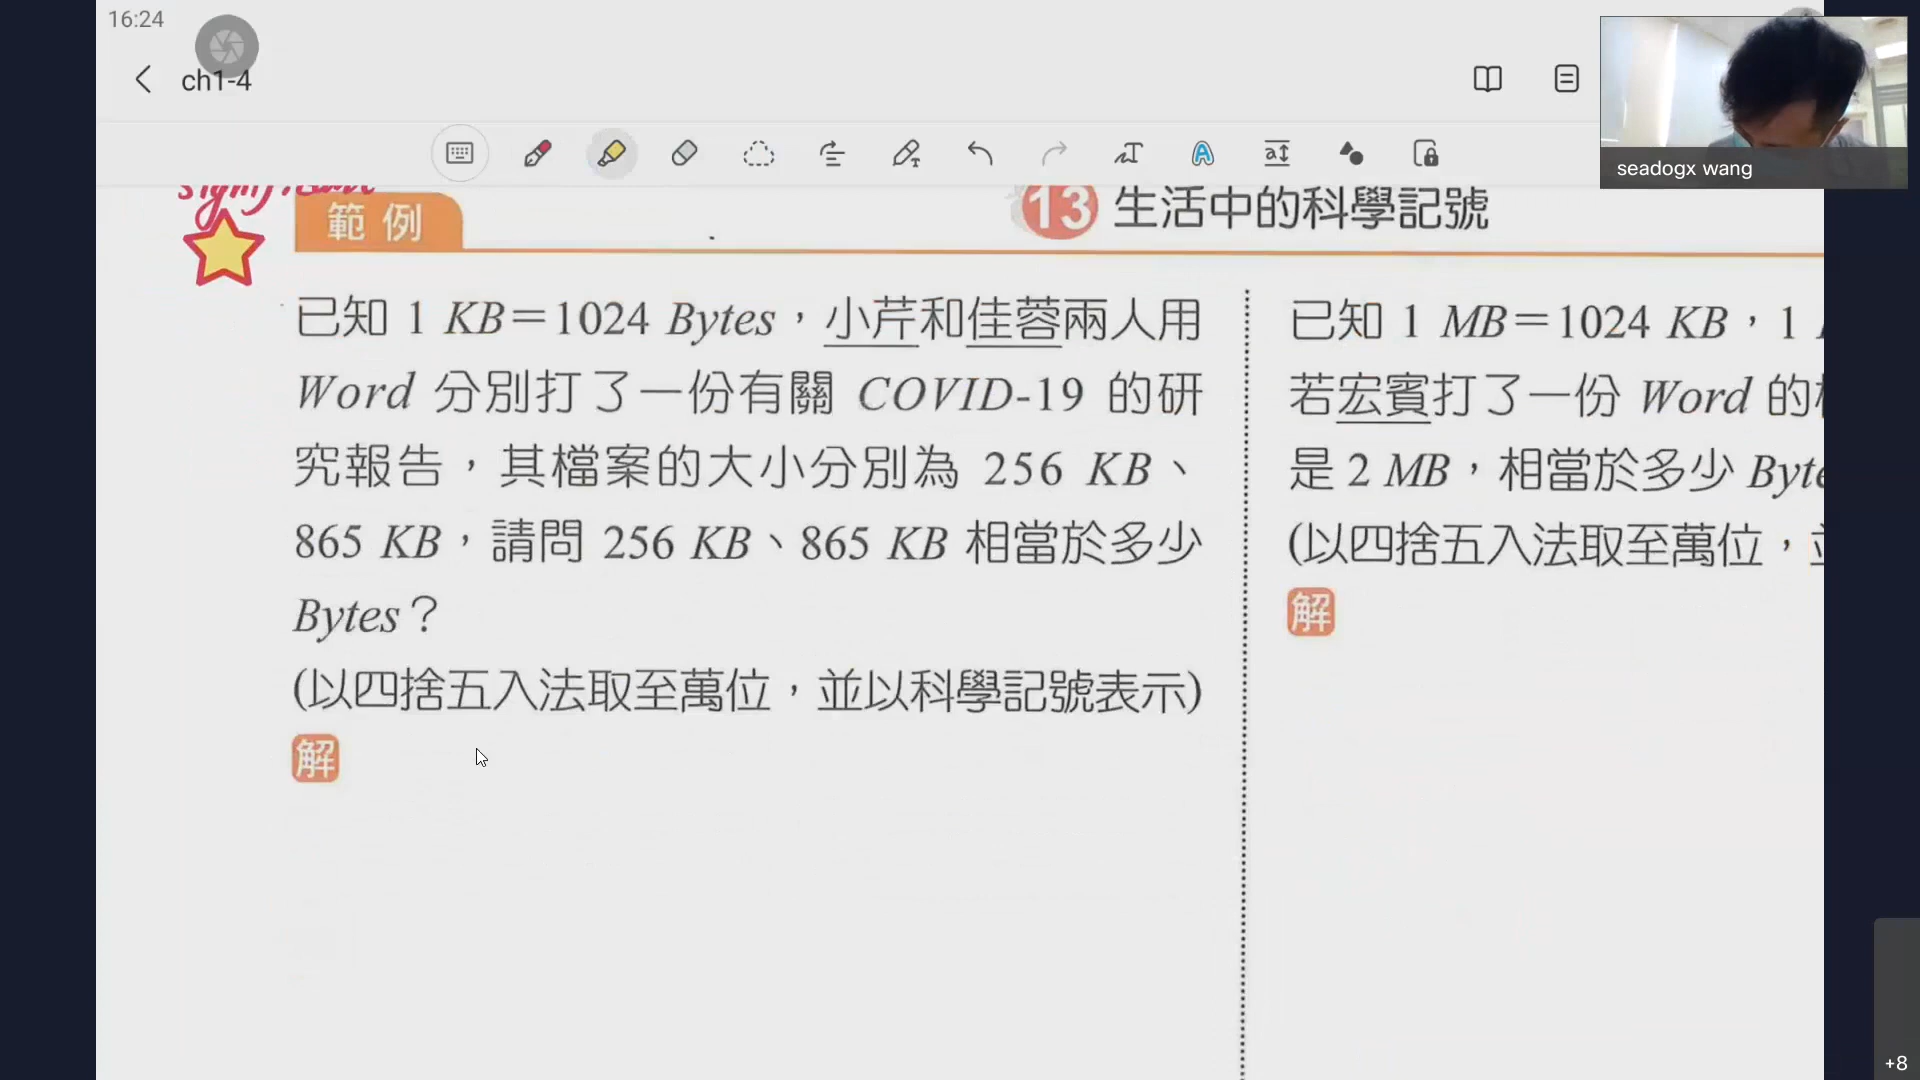 16:24
ch1-4
seadogx wang
範例
13 生活中的科學記號
已知 1 KB=1024 Bytes，小芹和佳蓉兩人用
Word 分別打了一份有關 COVID-19 的研
究報告，其檔案的大小分別為 256 KB、
865 KB，請問 256 KB、865 KB 相當於多少
Bytes？
(以四捨五入法取至萬位，並以科學記號表示)
解
已知 1 MB=1024 KB，1
若宏賓打了一份 Word 的
是 2 MB，相當於多少 Byte
(以四捨五入法取至萬位，
解
+8